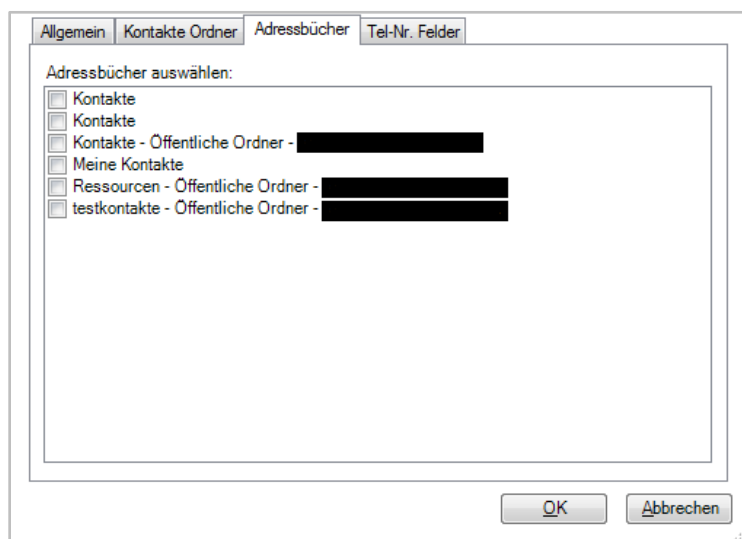 Allgemein Kontakte Ordner Adressbücher Tel-Nr. Felder
Adressbücher auswählen:
Kontakte
Kontakte
Kontakte - Öffentliche Ordner -
Meine Kontakte
Ressourcen - Öffentliche Ordner -
testkontakte - Öffentliche Ordner -
OK Abbrechen